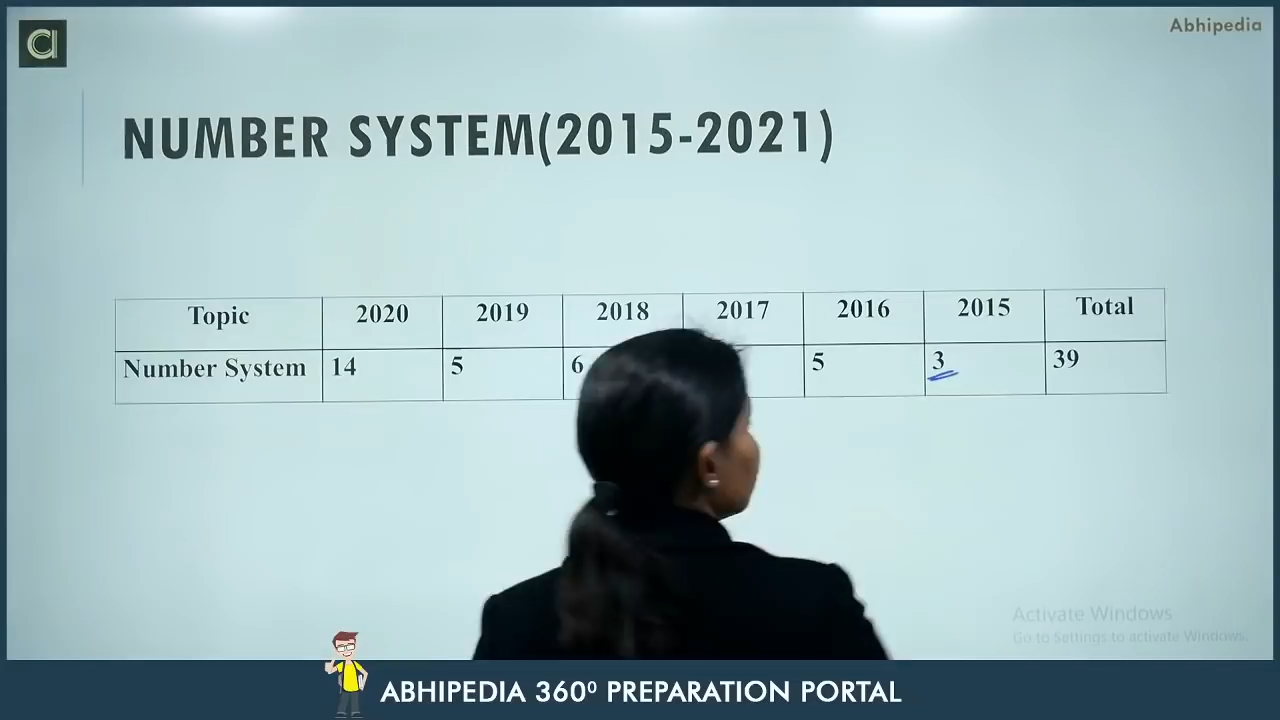 Abhipedia
NUMBER SYSTEM(2015-2021)
Topic 2020 2019 2018 2017 2016 2015 Total
Number System 14 5 6 5 3 39
Activate Windows
Go to Settings to activate Windows.
ABHIPEDIA 360⁰ PREPARATION PORTAL